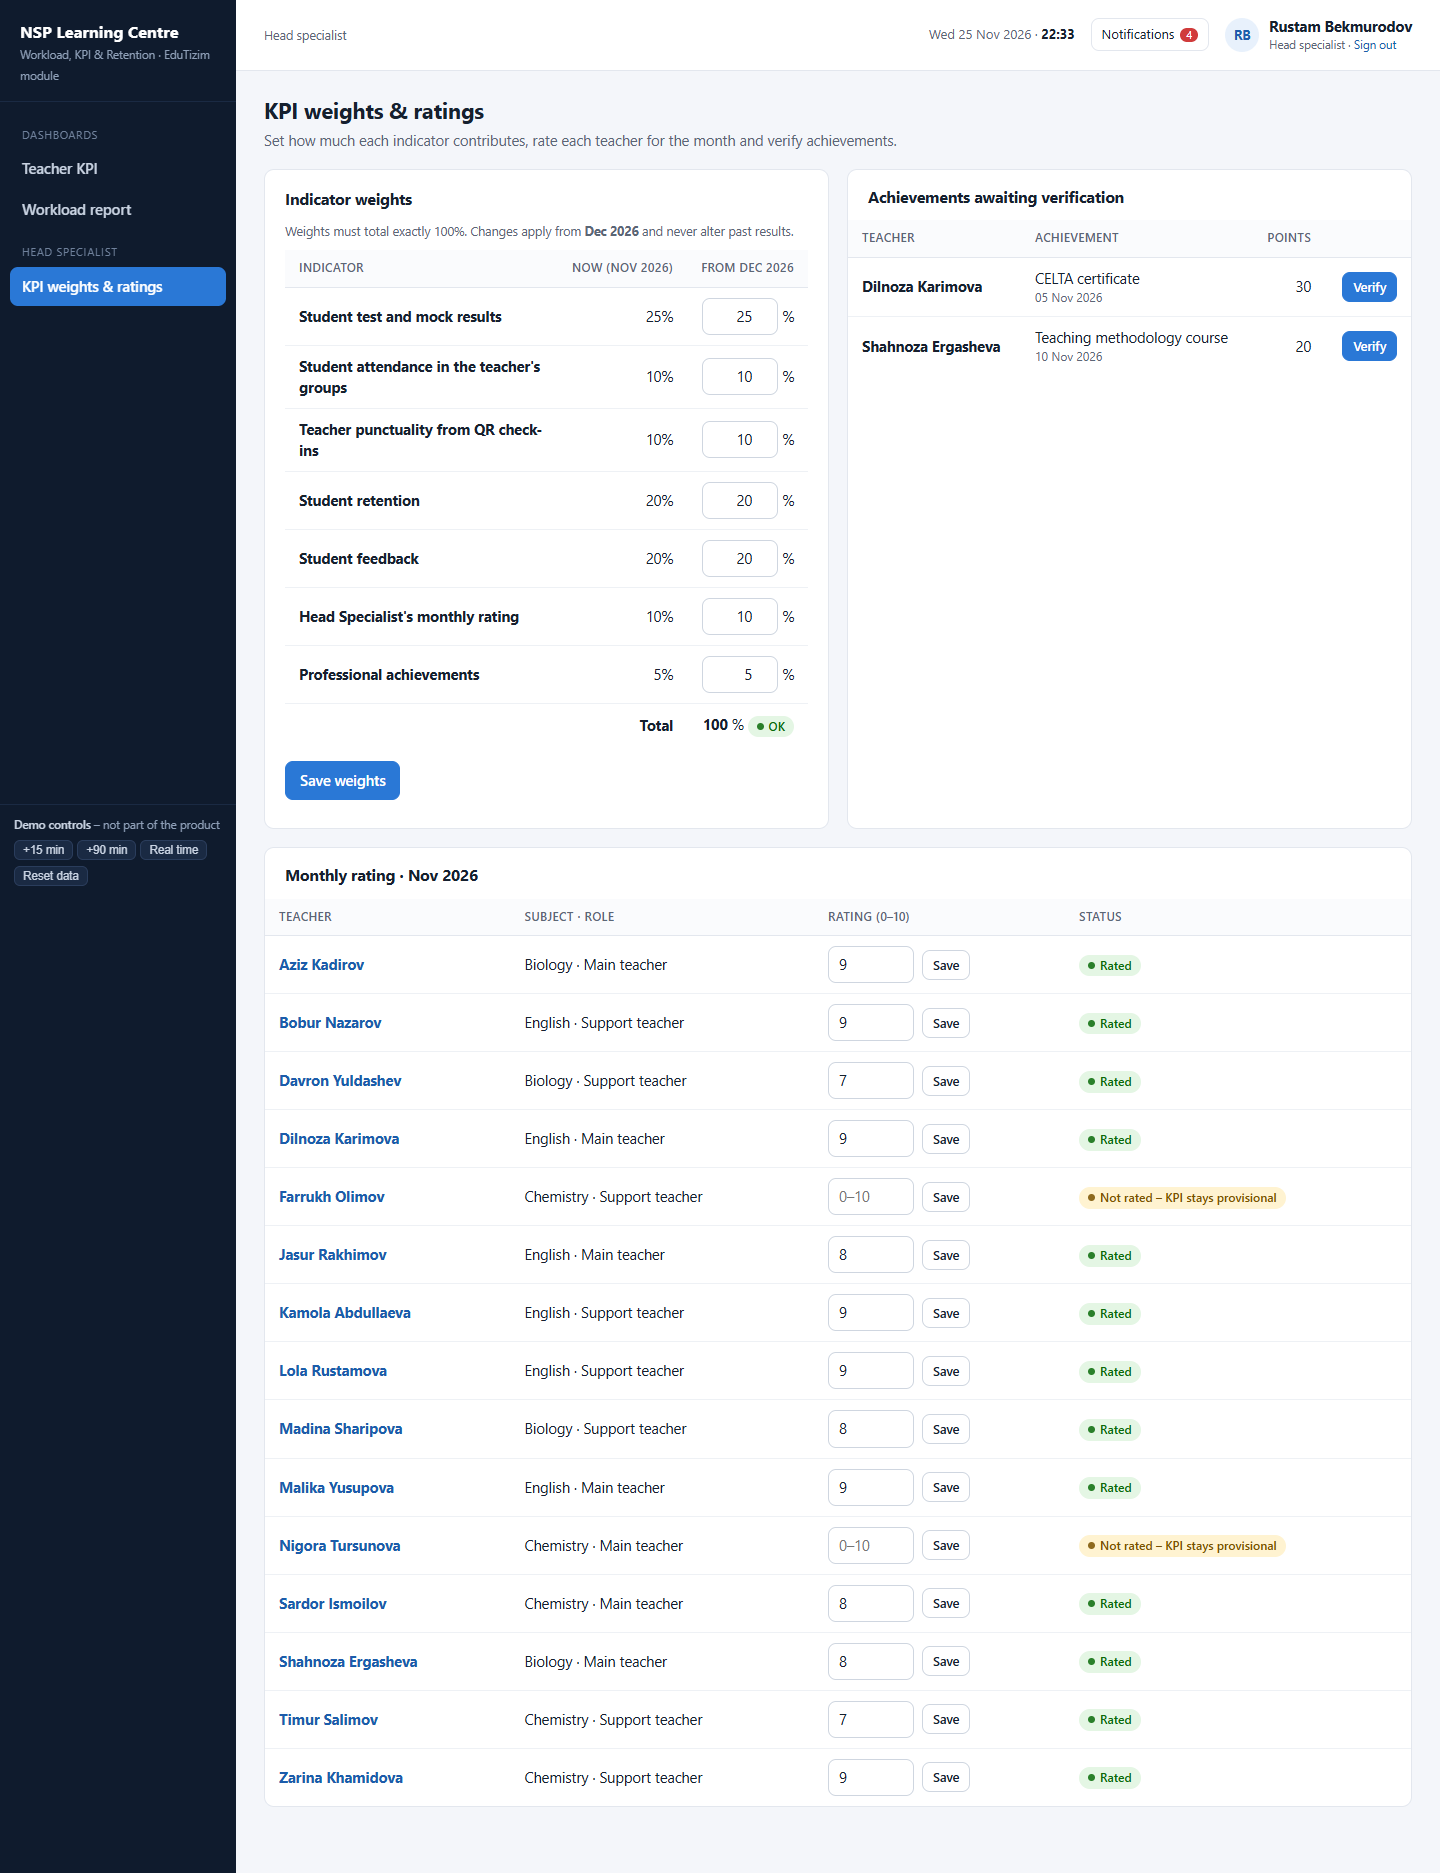 NSP Learning Centre
Workload, KPI & Retention · EduTizim
module
DASHBOARDS
Teacher KPI
Workload report
HEAD SPECIALIST
KPI weights & ratings
Demo controls – not part of the product
+15 min +90 min Real time
Reset data
Head specialist
Wed 25 Nov 2026 · 22:33
Notifications 4
RB
Rustam Bekmurodov
Head specialist · Sign out
KPI weights & ratings
Set how much each indicator contributes, rate each teacher for the month and verify achievements.
Indicator weights
Weights must total exactly 100%. Changes apply from Dec 2026 and never alter past results.
INDICATOR NOW (NOV 2026) FROM DEC 2026
Student test and mock results 25% 25 %
Student attendance in the teacher's
groups 10% 10 %
Teacher punctuality from QR check-
ins 10% 10 %
Student retention 20% 20 %
Student feedback 20% 20 %
Head Specialist's monthly rating 10% 10 %
Professional achievements 5% 5 %
Total 100 % OK
Save weights
Achievements awaiting verification
TEACHER ACHIEVEMENT POINTS
Dilnoza Karimova CELTA certificate 30 Verify
05 Nov 2026
Shahnoza Ergasheva Teaching methodology course 20 Verify
10 Nov 2026
Monthly rating · Nov 2026
TEACHER SUBJECT · ROLE RATING (0–10) STATUS
Aziz Kadirov Biology · Main teacher 9 Save Rated
Bobur Nazarov English · Support teacher 9 Save Rated
Davron Yuldashev Biology · Support teacher 7 Save Rated
Dilnoza Karimova English · Main teacher 9 Save Rated
Farrukh Olimov Chemistry · Support teacher 0–10 Save Not rated – KPI stays provisional
Jasur Rakhimov English · Main teacher 8 Save Rated
Kamola Abdullaeva English · Support teacher 9 Save Rated
Lola Rustamova English · Support teacher 9 Save Rated
Madina Sharipova Biology · Support teacher 8 Save Rated
Malika Yusupova English · Main teacher 9 Save Rated
Nigora Tursunova Chemistry · Main teacher 0–10 Save Not rated – KPI stays provisional
Sardor Ismoilov Chemistry · Main teacher 8 Save Rated
Shahnoza Ergasheva Biology · Main teacher 8 Save Rated
Timur Salimov Chemistry · Support teacher 7 Save Rated
Zarina Khamidova Chemistry · Support teacher 9 Save Rated